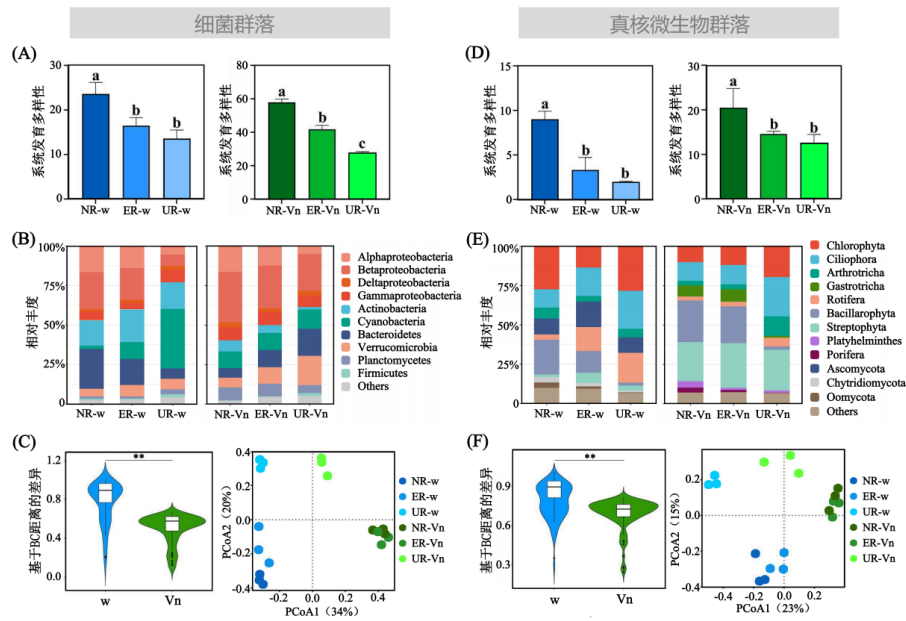 细菌群落
真核微生物群落
(A)
系统发育多样性
30
20
10
0
a
b
b
NR-w
ER-w
UR-w
80
60
40
20
0
a
b
c
NR-Vn
ER-Vn
UR-Vn
(D)
系统发育多样性
15
10
5
0
a
b
b
NR-w
ER-w
UR-w
系统发育多样性
30
20
10
0
a
b
b
NR-Vn
ER-Vn
UR-Vn
(B)
相对丰度
100%
75%
50%
25%
0
NR-w
ER-w
UR-w
NR-Vn
ER-Vn
UR-Vn
Alphaproteobacteria
Betaproteobacteria
Deltaproteobacteria
Gammaproteobacteria
Actinobacteria
Cyanobacteria
Bacteroidetes
Verrucomicrobia
Planctomycetes
Firmicutes
Others
(E)
相对丰度
100%
75%
50%
25%
0
NR-w
ER-w
UR-w
NR-Vn
ER-Vn
UR-Vn
Chlorophyta
Ciliophora
Arthrotricha
Gastrotricha
Rotifera
Bacillarophyta
Streptophyta
Platyhelminthes
Porifera
Ascomycota
Chytridiomycota
Oomycota
Others
(C)
基于BC距离的差异
1.2
0.8
0.4
0.0
**
w
Vn
PCoA2 (20%)
0.4
0.2
0.0
-0.2
-0.4
-0.2
0.0
0.2
0.4
PCoA1 (34%)
NR-w
ER-w
UR-w
NR-Vn
ER-Vn
UR-Vn
(F)
基于BC距离的差异
0.9
0.6
0.3
**
w
Vn
PCoA2 (15%)
0.4
0.2
0.0
-0.2
-0.4
-0.4
-0.2
0.0
0.2
0.4
PCoA1 (23%)
NR-w
ER-w
UR-w
NR-Vn
ER-Vn
UR-Vn